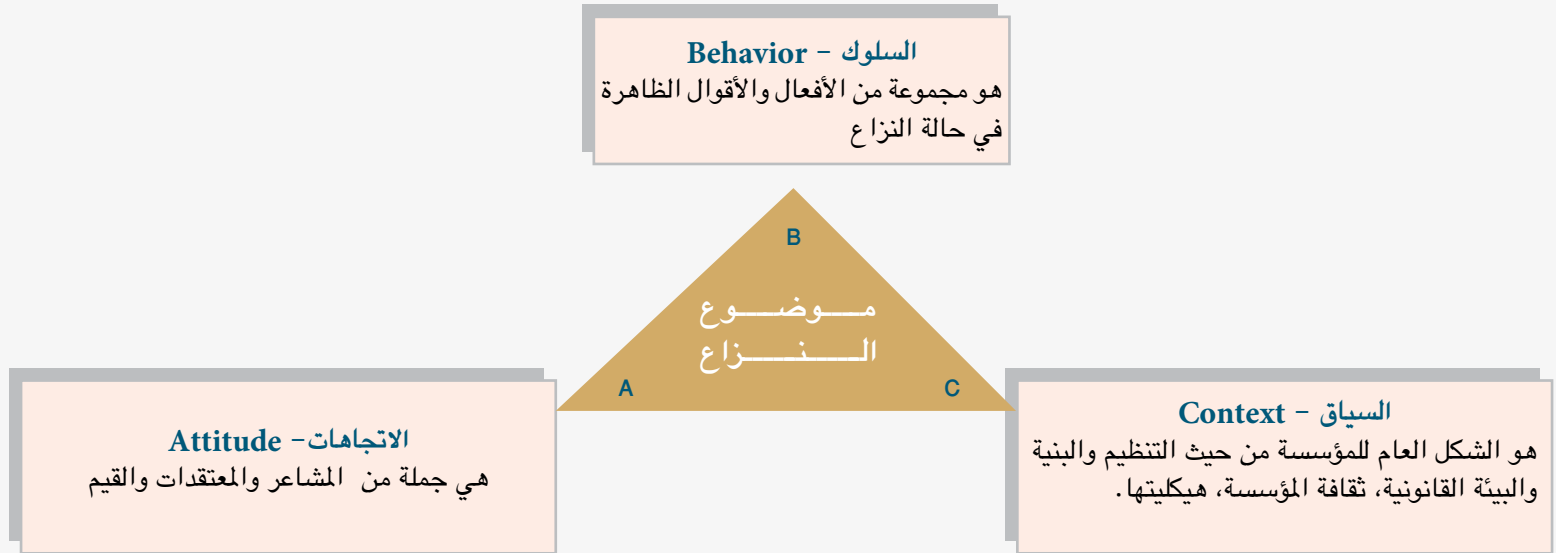 السلوك - Behavior
هو مجموعة من الأفعال والأقوال الظاهرة
في حالة النزاع
B
موضوع
النزاع
A
C
السياق - Context
هو الشكل العام للمؤسسة من حيث التنظيم والبنية
والبيئة القانونية، ثقافة المؤسسة، هيكليتها.
الاتجاهات- Attitude
هي جملة من المشاعر والمعتقدات والقيم